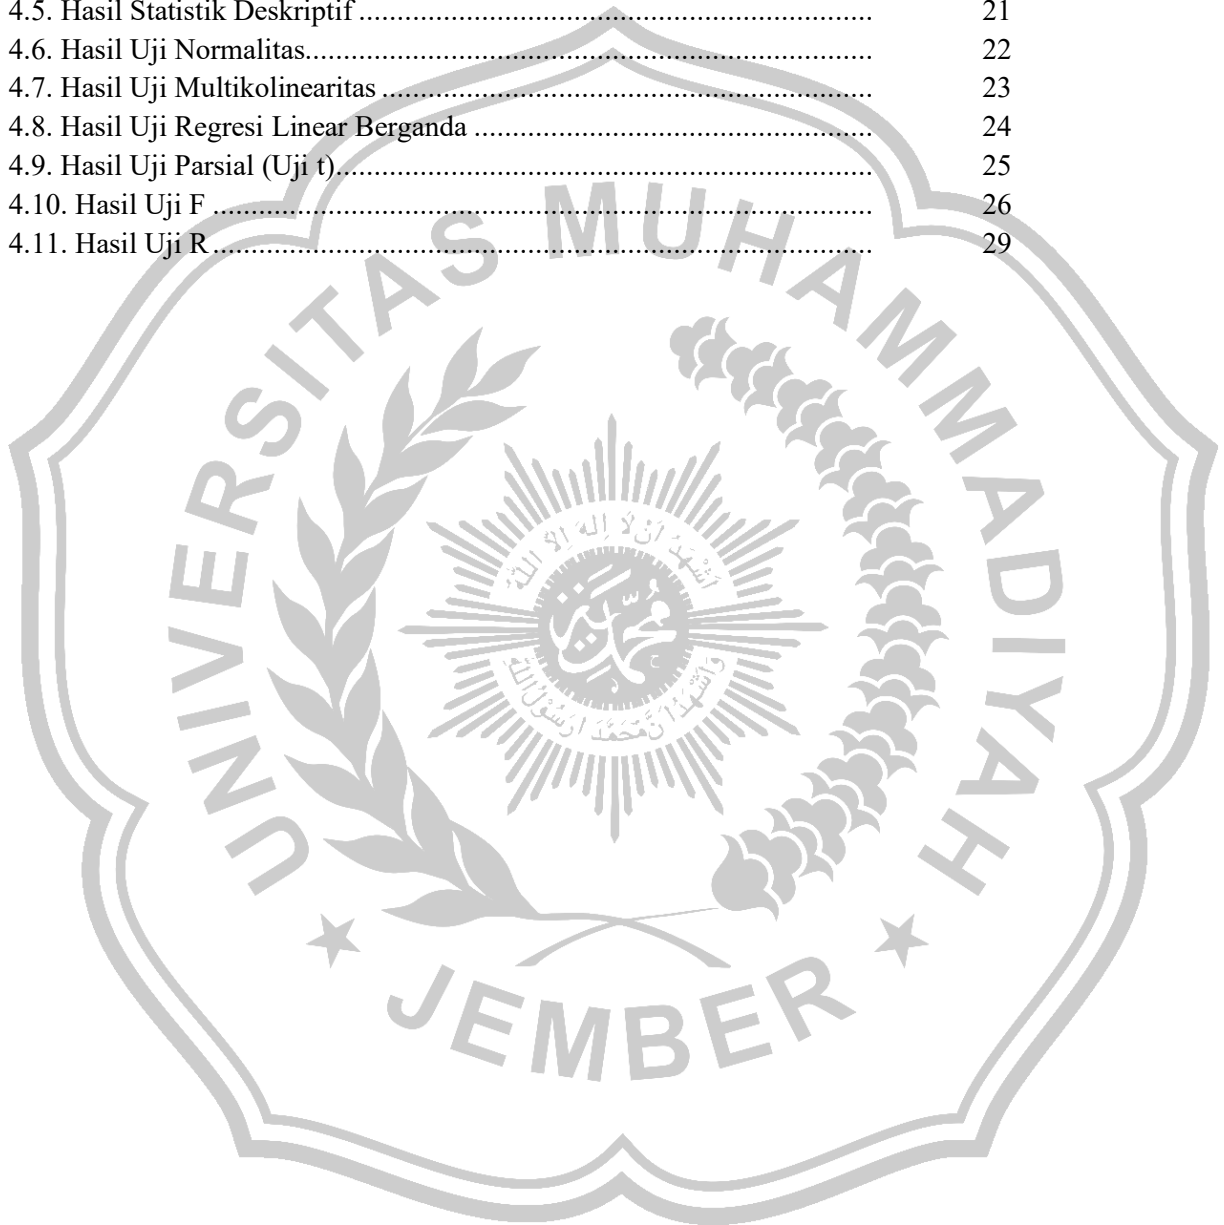 4.5. Hasil Statistik Deskriptif ........................................................................ 21
4.6. Hasil Uji Normalitas............................................................................ 22
4.7. Hasil Uji Multikolinearitas .................................................................. 23
4.8. Hasil Uji Regresi Linear Berganda ..................................................... 24
4.9. Hasil Uji Parsial (Uji t)........................................................................ 25
4.10. Hasil Uji F ......................................................................................... 26
4.11. Hasil Uji R ......................................................................................... 29
UNIVERSITAS MUHAMMADIYAH
JEMBER